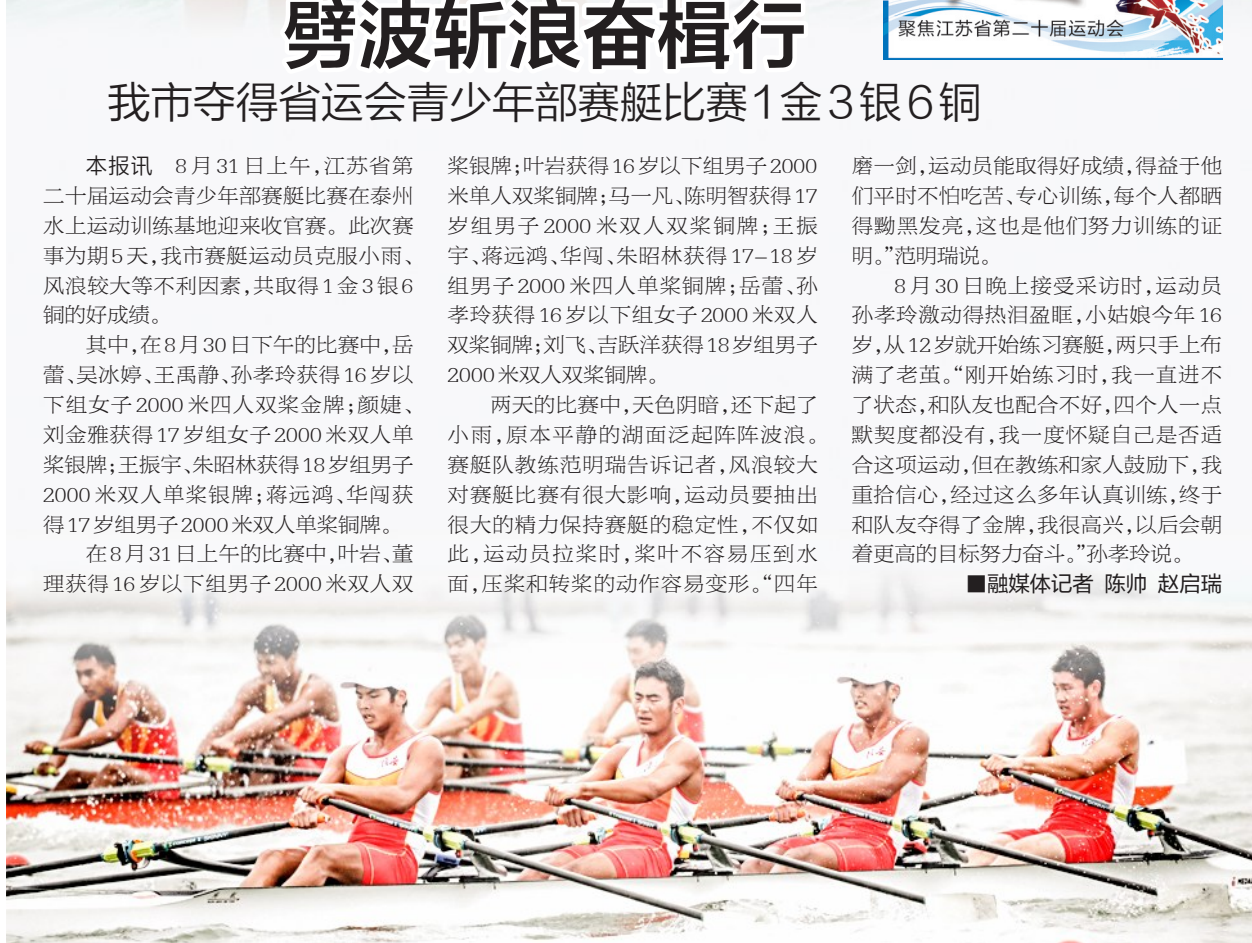 劈波斩浪奋楫行
聚焦江苏省第二十届运动会
我市夺得省运会青少年部赛艇比赛1金3银6铜
本报讯 8月31日上午,江苏省第
二十届运动会青少年部赛艇比赛在泰州
水上运动训练基地迎来收官赛。此次赛
事为期5天,我市赛艇运动员克服小雨、
风浪较大等不利因素,共取得1金3银6
铜的好成绩。
其中,在8月30日下午的比赛中,岳
蕾、吴冰婷、王禹静、孙孝玲获得16岁以
下组女子2000米四人双桨金牌;颜婕、
刘金雅获得17岁组女子2000米双人单
桨银牌;王振宇、朱昭林获得18岁组男子
2000米双人单桨银牌;蒋远鸿、华闯获
得17岁组男子2000米双人单桨铜牌。
在8月31日上午的比赛中,叶岩、董
理获得16岁以下组男子2000米双人双
桨银牌;叶岩获得16岁以下组男子2000
米单人双桨铜牌;马一凡、陈明智获得17
岁组男子2000米双人双桨铜牌;王振
宇、蒋远鸿、华闯、朱昭林获得17–18岁
组男子2000米四人单桨铜牌;岳蕾、孙
孝玲获得16岁以下组女子2000米双人
双桨铜牌;刘飞、吉跃洋获得18岁组男子
2000米双人双桨铜牌。
两天的比赛中,天色阴暗,还下起了
小雨,原本平静的湖面泛起阵阵波浪。
赛艇队教练范明瑞告诉记者,风浪较大
对赛艇比赛有很大影响,运动员要抽出
很大的精力保持赛艇的稳定性,不仅如
此,运动员拉桨时,桨叶不容易压到水
面,压桨和转桨的动作容易变形。“四年
磨一剑,运动员能取得好成绩,得益于他
们平时不怕吃苦、专心训练,每个人都晒
得黝黑发亮,这也是他们努力训练的证
明。”范明瑞说。
8月30日晚上接受采访时,运动员
孙孝玲激动得热泪盈眶,小姑娘今年16
岁,从12岁就开始练习赛艇,两只手上布
满了老茧。“刚开始练习时,我一直进不
了状态,和队友也配合不好,四个人一点
默契度都没有,我一度怀疑自己是否适
合这项运动,但在教练和家人鼓励下,我
重拾信心,经过这么多年认真训练,终于
和队友夺得了金牌,我很高兴,以后会朝
着更高的目标努力奋斗。”孙孝玲说。
■融媒体记者 陈帅 赵启瑞